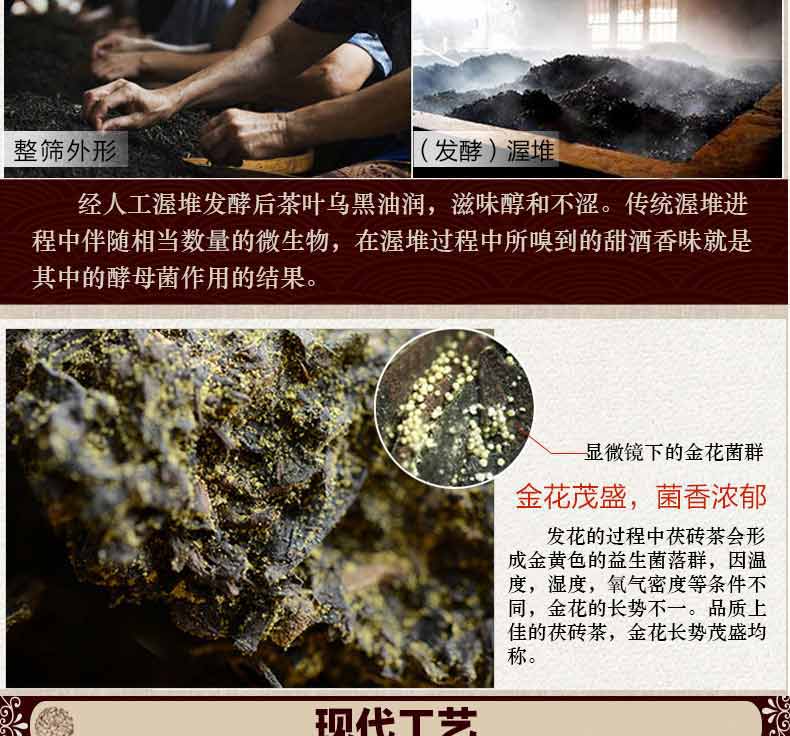 整筛外形
（发酵）渥堆
经人工渥堆发酵后茶叶乌黑油润，滋味醇和不涩。传统渥堆进
程中伴随相当数量的微生物，在渥堆过程中所嗅到的甜酒香味就是
其中的酵母菌作用的结果。
显微镜下的金花菌群
金花茂盛，菌香浓郁
发花的过程中茯砖茶会形
成金黄色的益生菌落群，因温
度，湿度，氧气密度等条件不
同，金花的长势不一。品质上
佳的茯砖茶，金花长势茂盛均
称。
现代工艺